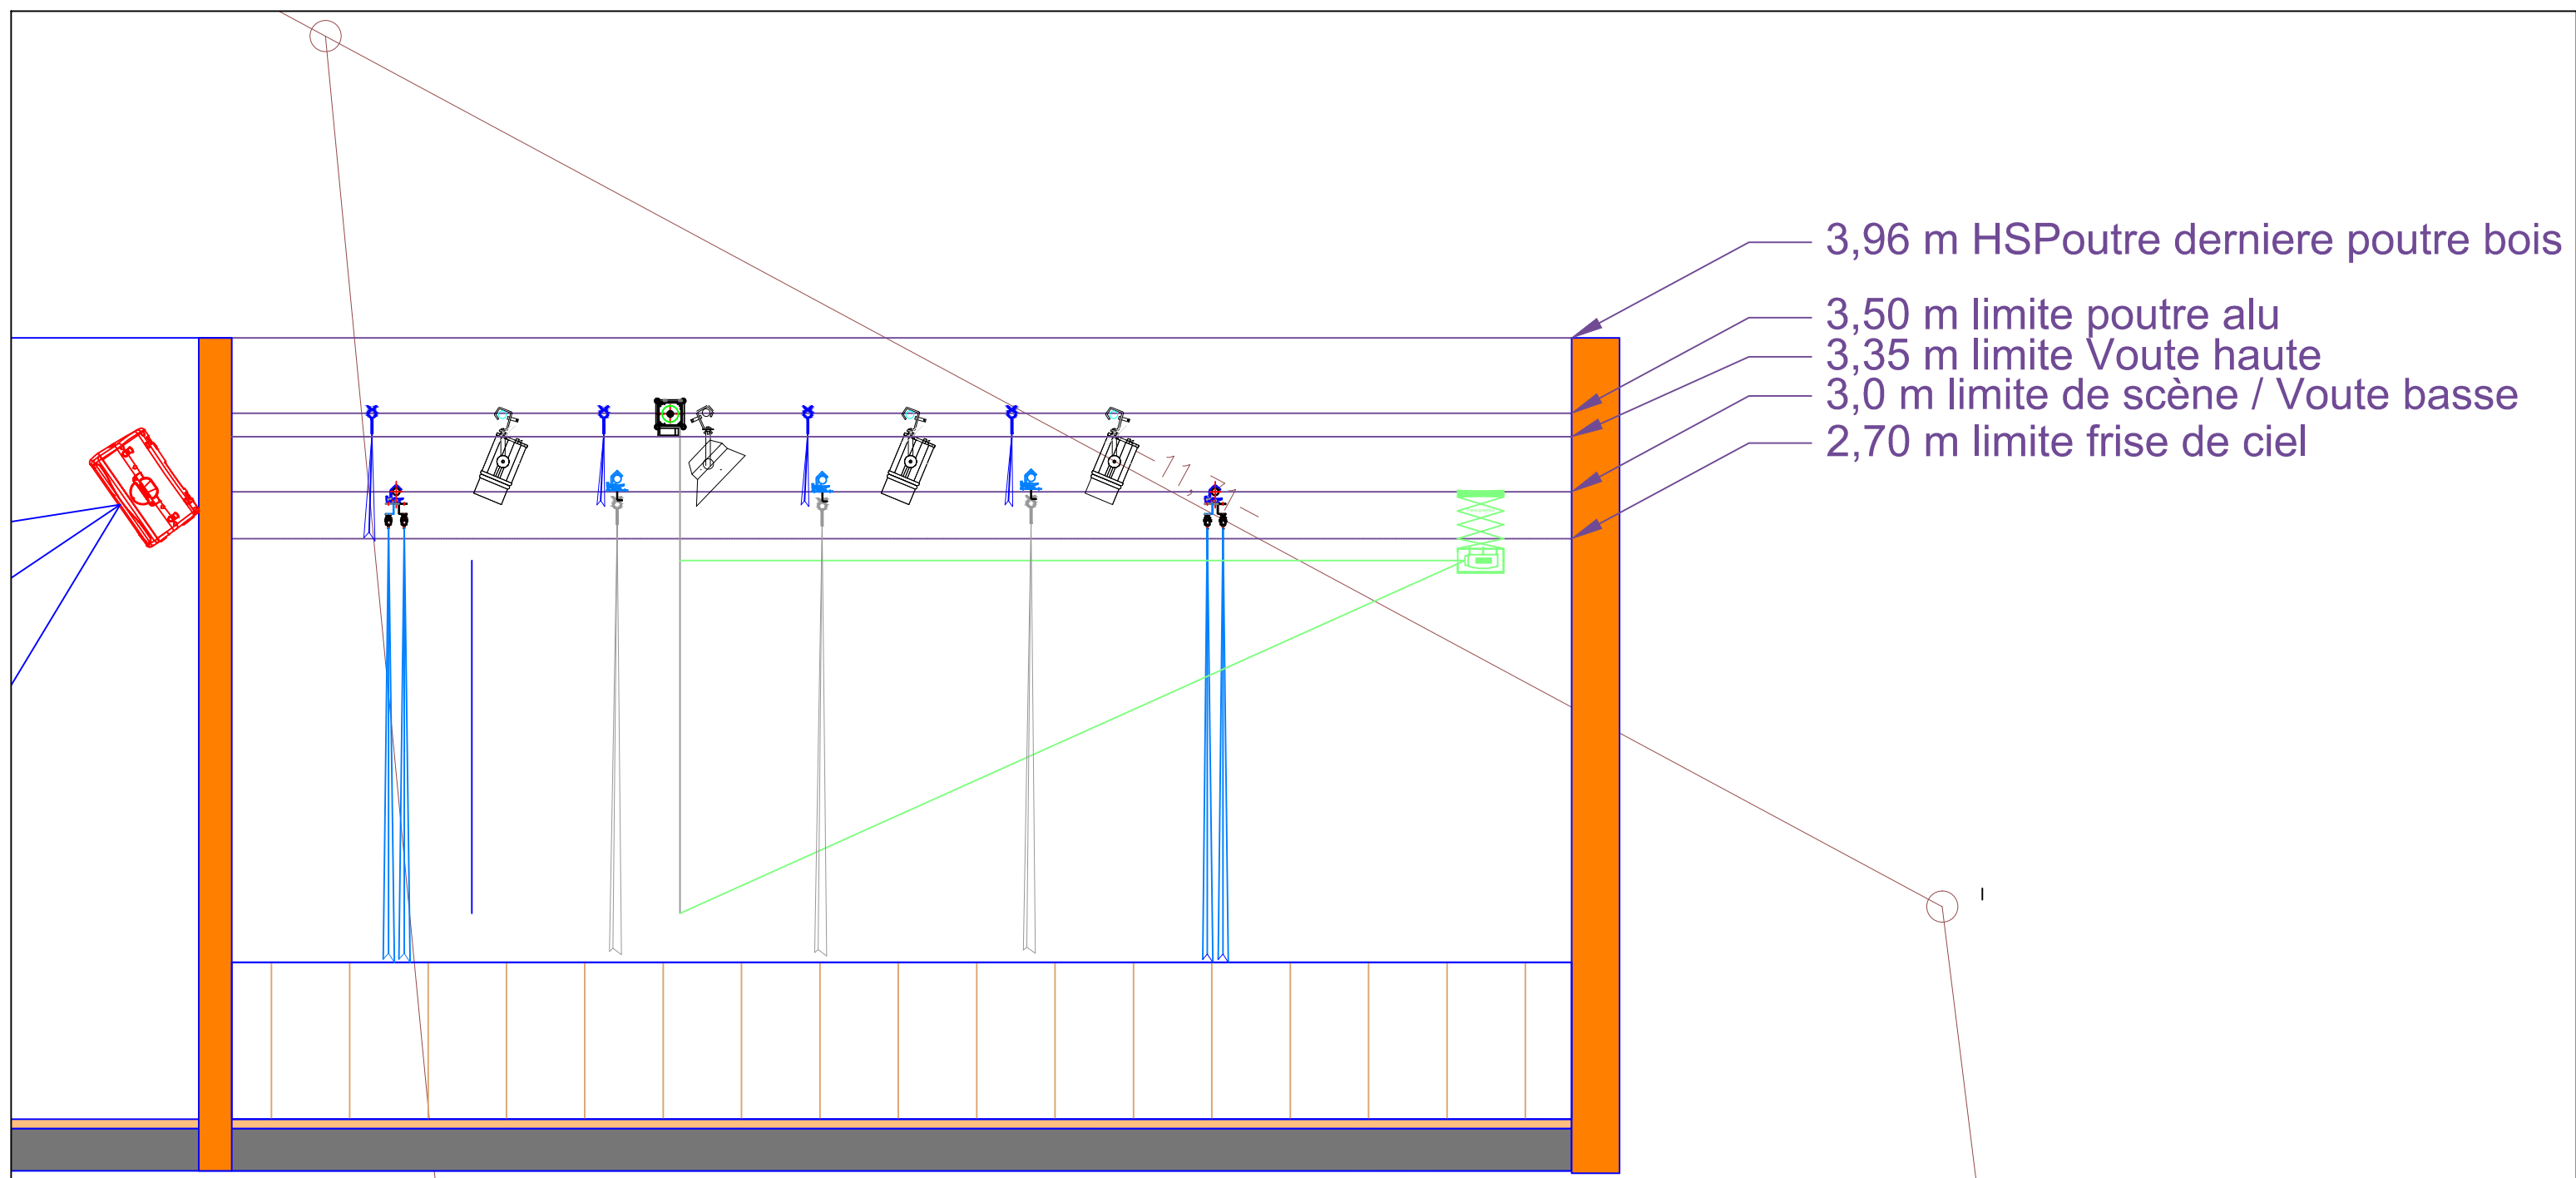 3,96 m HSPoutre derniere poutre bois
3,50 m limite poutre alu
3,35 m limite Voute haute
3,0 m limite de scène / Voute basse
2,70 m limite frise de ciel